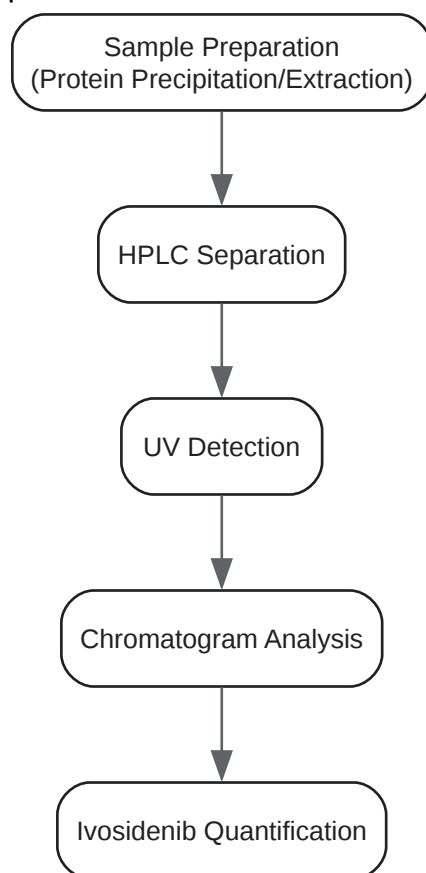 Sample Preparation
(Protein Precipitation/Extraction)
HPLC Separation
UV Detection
Chromatogram Analysis
Ivosidenib Quantification